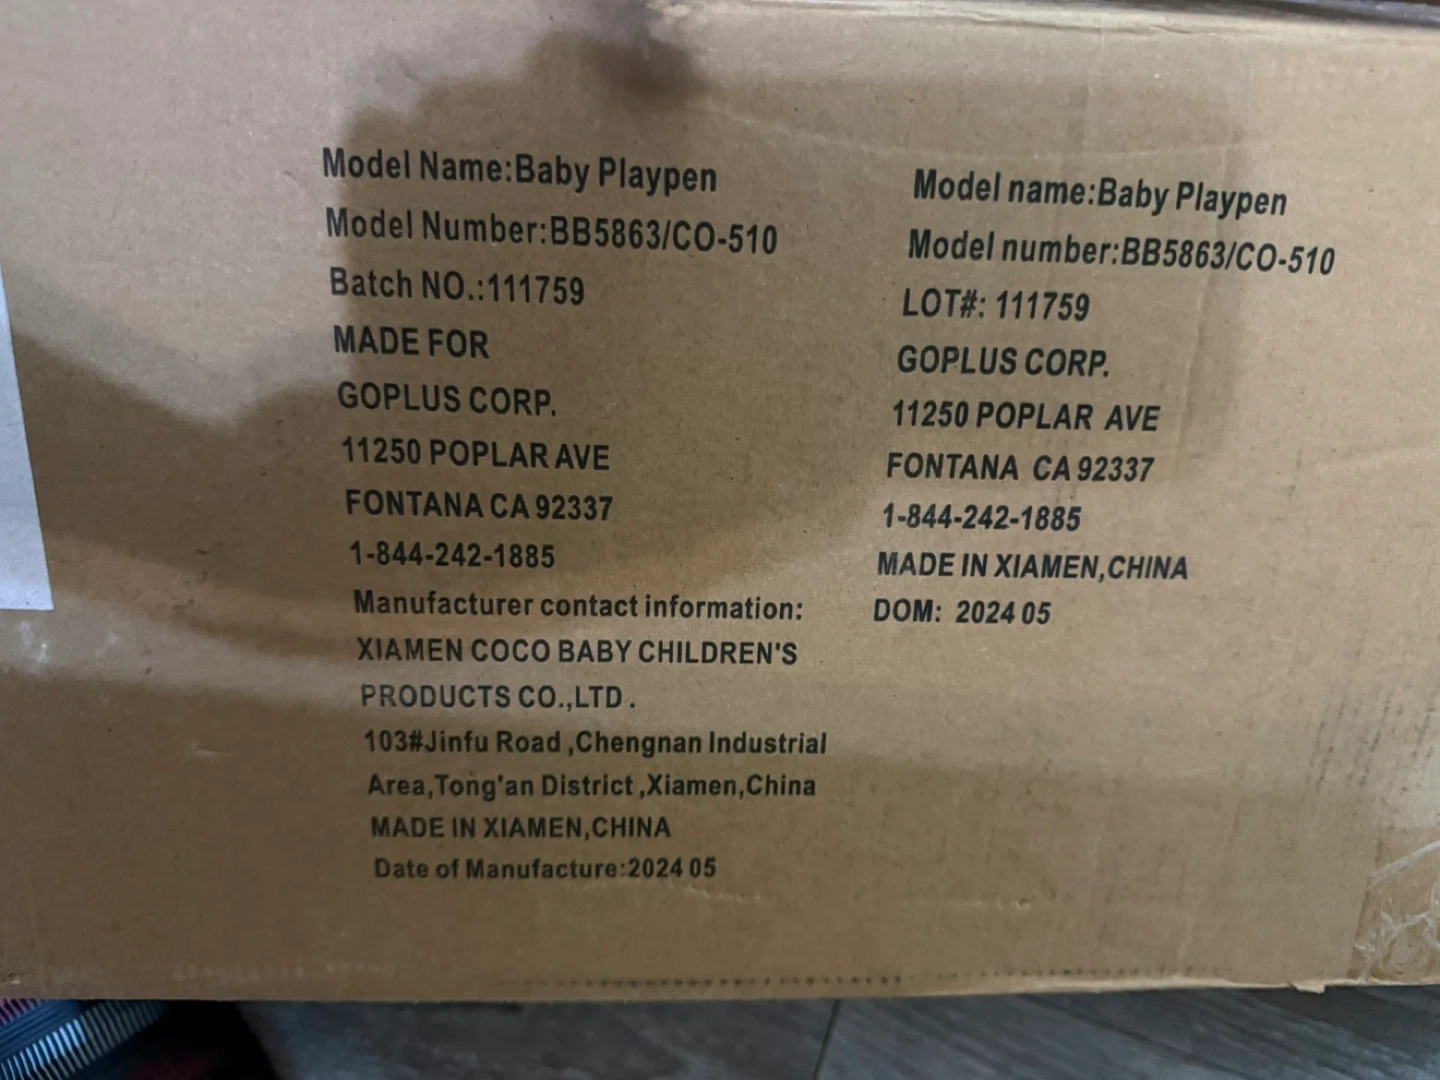 Model Name:Baby Playpen
Model Number:BB5863/CO-510
Batch NO.:111759
MADE FOR
GOPLUS CORP.
11250 POPLAR AVE
FONTANA CA 92337
1-844-242-1885
Manufacturer contact information:
XIAMEN COCO BABY CHILDREN'S
PRODUCTS CO.,LTD .
103#Jinfu Road ,Chengnan Industrial
Area,Tong'an District ,Xiamen,China
MADE IN XIAMEN,CHINA
Date of Manufacture:2024 05
Model name:Baby Playpen
Model number:BB5863/CO-510
LOT#: 111759
GOPLUS CORP.
11250 POPLAR AVE
FONTANA CA 92337
1-844-242-1885
MADE IN XIAMEN,CHINA
DOM: 2024 05